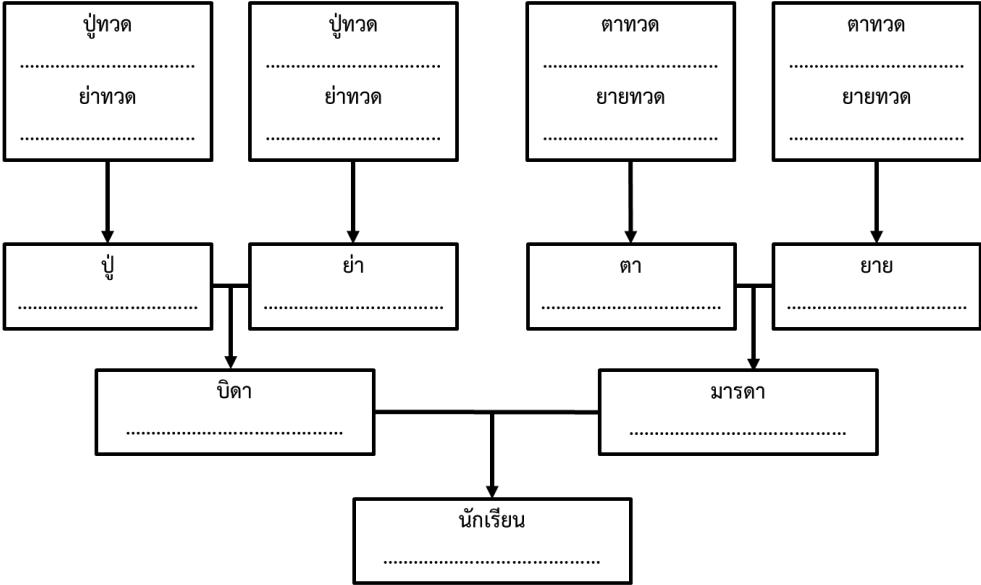 ปู่ทวด
ย่าทวด
ปู่ทวด
ย่าทวด
ตาทวด
ยายทวด
ตาทวด
ยายทวด
ปู่
ย่า
ตา
ยาย
บิดา
มารดา
นักเรียน